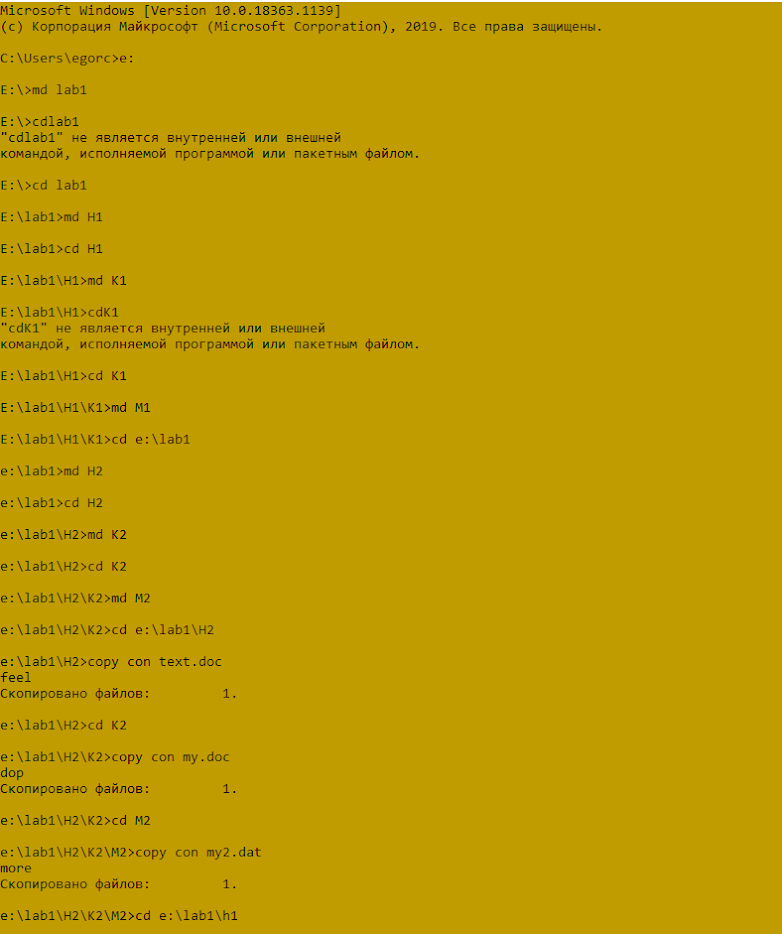 Microsoft Windows [Version 10.0.18363.1139]
(c) Корпорация Майкрософт (Microsoft Corporation), 2019. Все права защищены.
C:\Users\egorc>e:
E:\>md lab1
E:\>cdlab1
"cdlab1" не является внутренней или внешней
командой, исполняемой программой или пакетным файлом.
E:\>cd lab1
E:\lab1>md H1
E:\lab1>cd H1
E:\lab1\H1>md K1
E:\lab1\H1>cdK1
"cdK1" не является внутренней или внешней
командой, исполняемой программой или пакетным файлом.
E:\lab1\H1>cd K1
E:\lab1\H1\K1>md M1
E:\lab1\H1\K1>cd e:\lab1
e:\lab1>md H2
e:\lab1>cd H2
e:\lab1\H2>md K2
e:\lab1\H2>cd K2
e:\lab1\H2\K2>md M2
e:\lab1\H2\K2>cd e:\lab1\H2
e:\lab1\H2>copy con text.doc
feel
Скопировано файлов:         1.
e:\lab1\H2>cd K2
e:\lab1\H2\K2>copy con my.doc
dop
Скопировано файлов:         1.
e:\lab1\H2\K2>cd M2
e:\lab1\H2\K2\M2>copy con my2.dat
more
Скопировано файлов:         1.
e:\lab1\H2\K2\M2>cd e:\lab1\h1